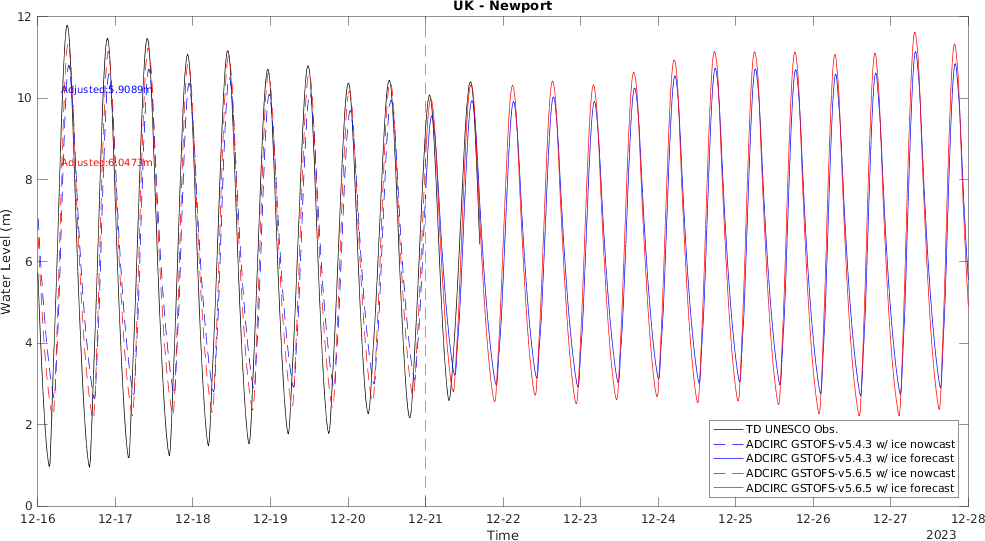 UK - Newport
12
10
8
6
4
2
0
Water Level (m)
Adjusted:5.9089m
Adjusted:6.0473m
TD UNESCO Obs.
ADCIRC GSTOFS-v5.4.3 w/ ice nowcast
ADCIRC GSTOFS-v5.4.3 w/ ice forecast
ADCIRC GSTOFS-v5.6.5 w/ ice nowcast
ADCIRC GSTOFS-v5.6.5 w/ ice forecast
12-16 12-17 12-18 12-19 12-20 12-21 12-22 12-23 12-24 12-25 12-26 12-27 12-28
Time
2023